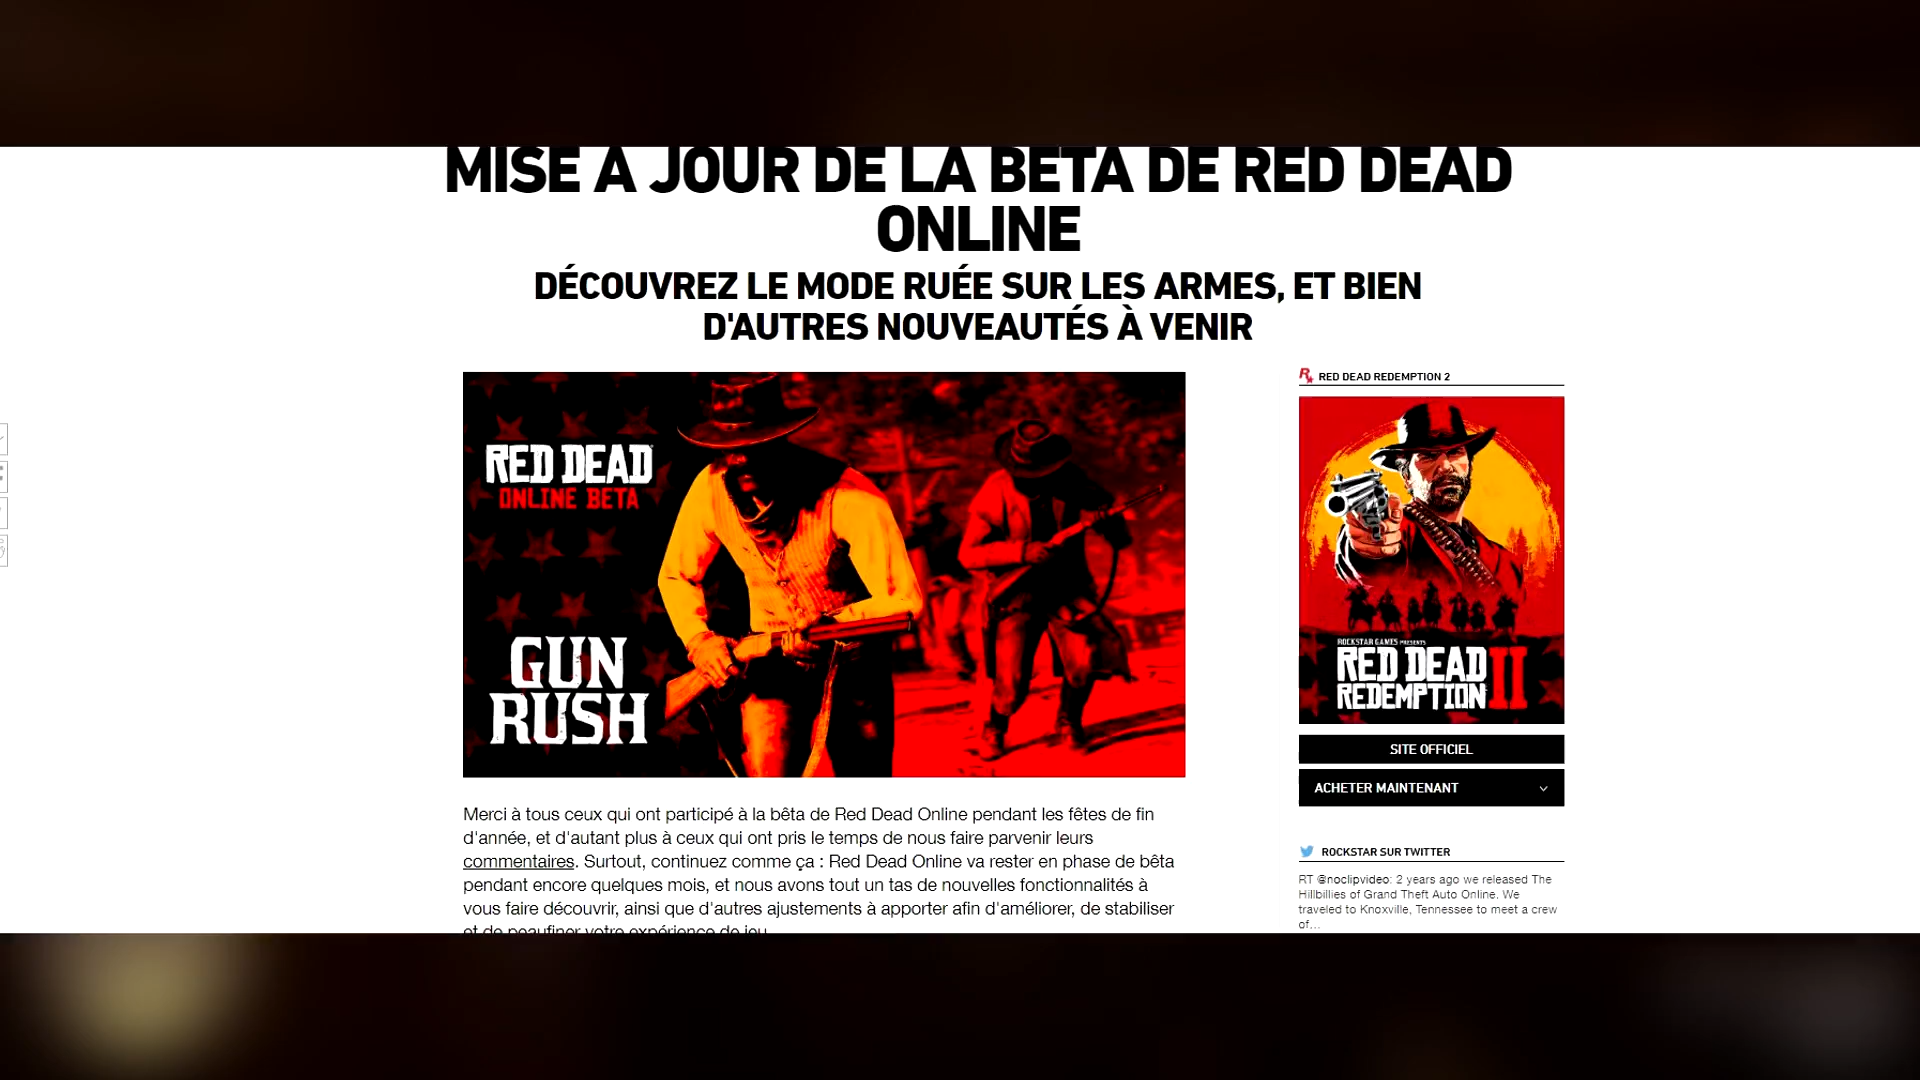 MISE À JOUR DE LA BÊTA DE RED DEAD
ONLINE
DÉCOUVREZ LE MODE RUÉE SUR LES ARMES, ET BIEN
D'AUTRES NOUVEAUTÉS À VENIR
RED DEAD
ONLINE BETA
GUN
RUSH
Merci à tous ceux qui ont participé à la bêta de Red Dead Online pendant les fêtes de fin
d'année, et d'autant plus à ceux qui ont pris le temps de nous faire parvenir leurs
commentaires. Surtout, continuez comme ça : Red Dead Online va rester en phase de bêta
pendant encore quelques mois, et nous avons tout un tas de nouvelles fonctionnalités à
vous faire découvrir, ainsi que d'autres ajustements à apporter afin d'améliorer, de stabiliser
et de peaufiner votre expérience de jeu
RED DEAD REDEMPTION 2
ROCKSTAR GAMES PRESENTS
RED DEAD
REDEMPTION II
SITE OFFICIEL
ACHETER MAINTENANT
ROCKSTAR SUR TWITTER
RT @noclipvideo: 2 years ago we released The
Hillbillies of Grand Theft Auto Online. We
traveled to Knoxville, Tennessee to meet a crew
of...